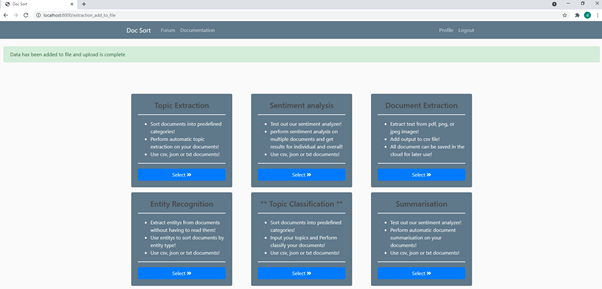 Doc Sort
localhost:8000/extraction_add_to_file
Doc Sort Forum Documentation Profile Logout
Data has been added to file and upload is complete
Topic Extraction
Sort documents into predefined
categories!
Perform automatic topic
extraction on your documents!
Use csv, json or txt documents!
Select »
Sentiment analysis
Test out our sentiment analyzer!
perform sentiment analysis on
multiple documents and get
results for individual and overall!
Use csv, json or txt documents!
Select »
Document Extraction
Extract text from pdf, png, or
jpeg images!
Add output to csv file!
All document can be saved in the
cloud for later use!
Select »
Entity Recognition
Extract entitys from documents
without having to read them!
Use entitys to sort documents by
entity type!
Use csv, json or txt documents!
Select »
** Topic Classification **
Sort documents into predefined
categories!
Input your topics and Perform
classify your documents!
Use csv, json or txt documents!
Select »
Summarisation
Test out our sentiment analyzer!
Perform automatic document
summarisation on your
documents!
Use csv, json or txt documents!
Select »